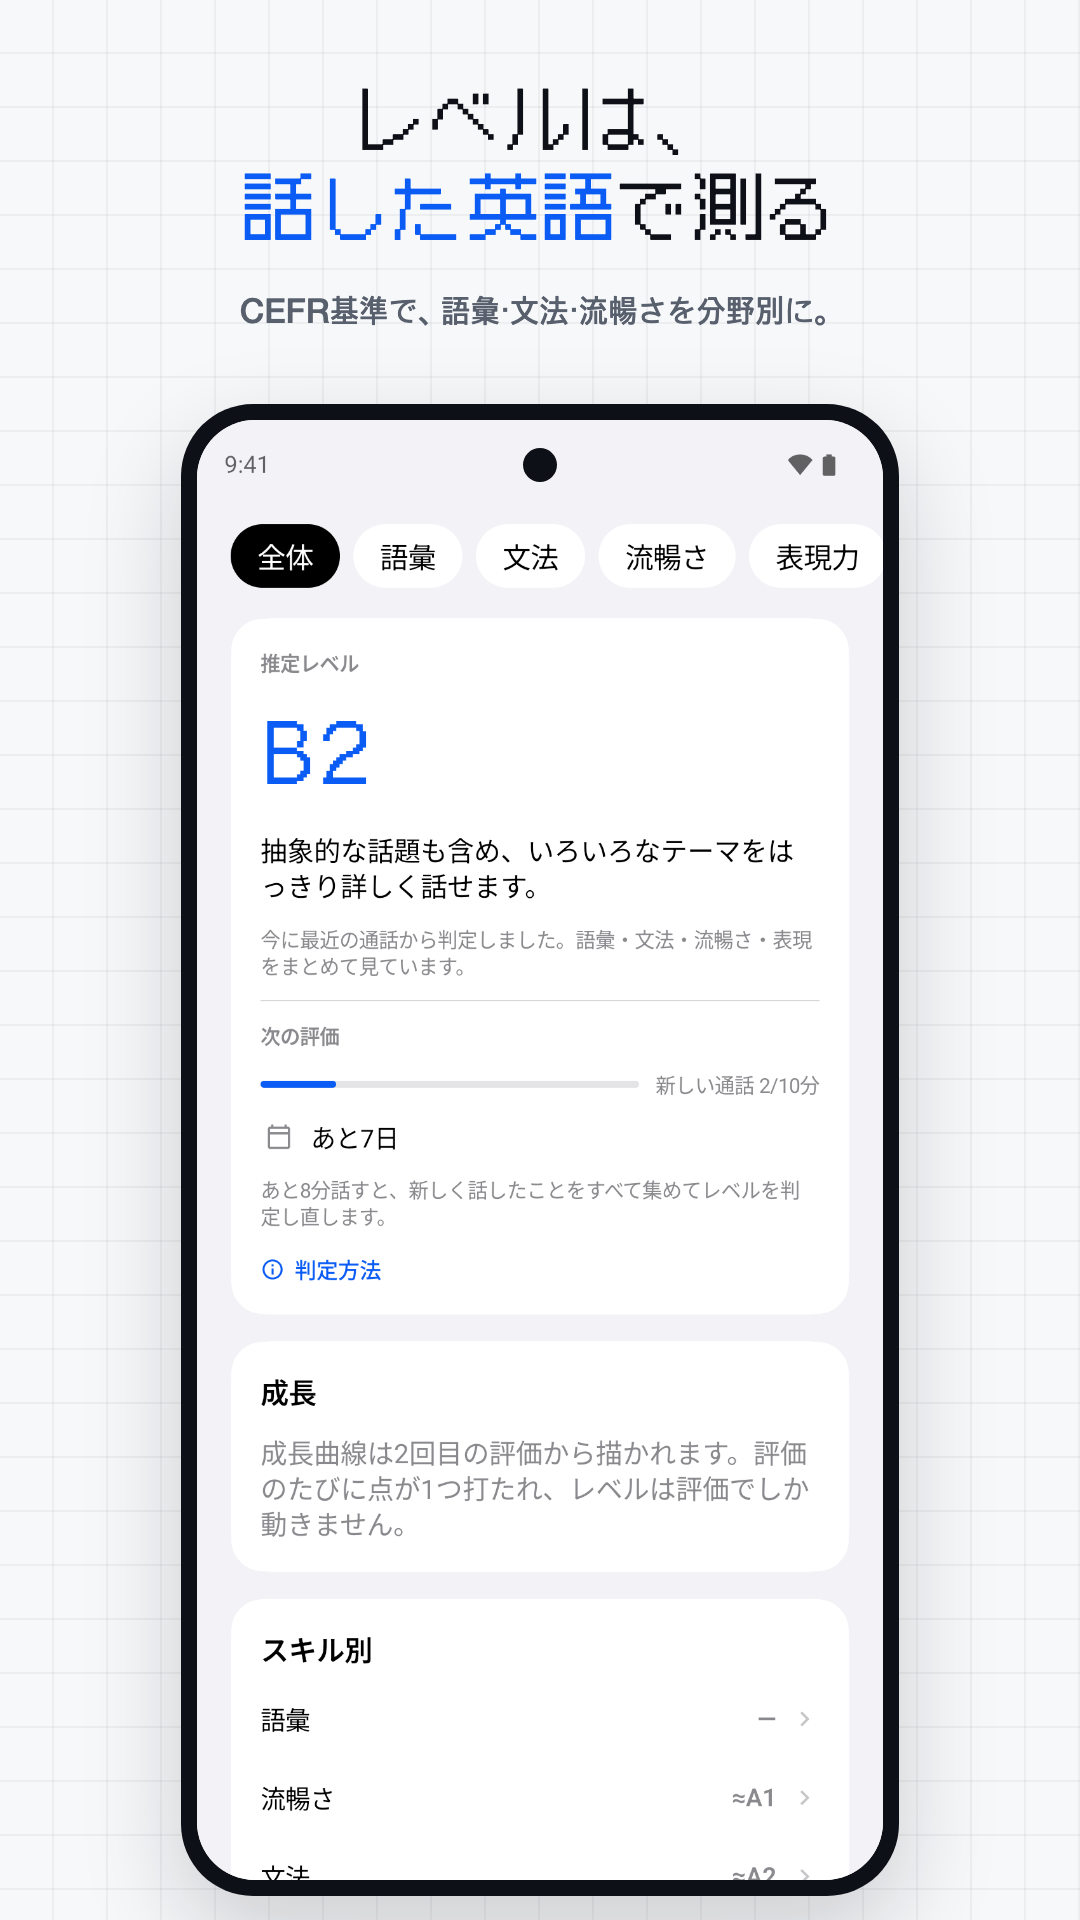 レベルは、
話した英語で測る
CEFR基準で、語彙·文法·流暢さを分野別に。
9:41
全体 語彙 文法 流暢さ 表現力
推定レベル
B2
抽象的な話題も含め、いろいろなテーマをは
っきり詳しく話せます。
今に最近の通話から判定しました。語彙・文法・流暢さ・表現
をまとめて見ています。
次の評価
新しい通話 2/10分
あと7日
あと8分話すと、新しく話したことをすべて集めてレベルを判
定し直します。
判定方法
成長
成長曲線は2回目の評価から描かれます。評価
のたびに点が1つ打たれ、レベルは評価でしか
動きません。
スキル別
語彙 –
流暢さ ≈A1
文法 ≈A2